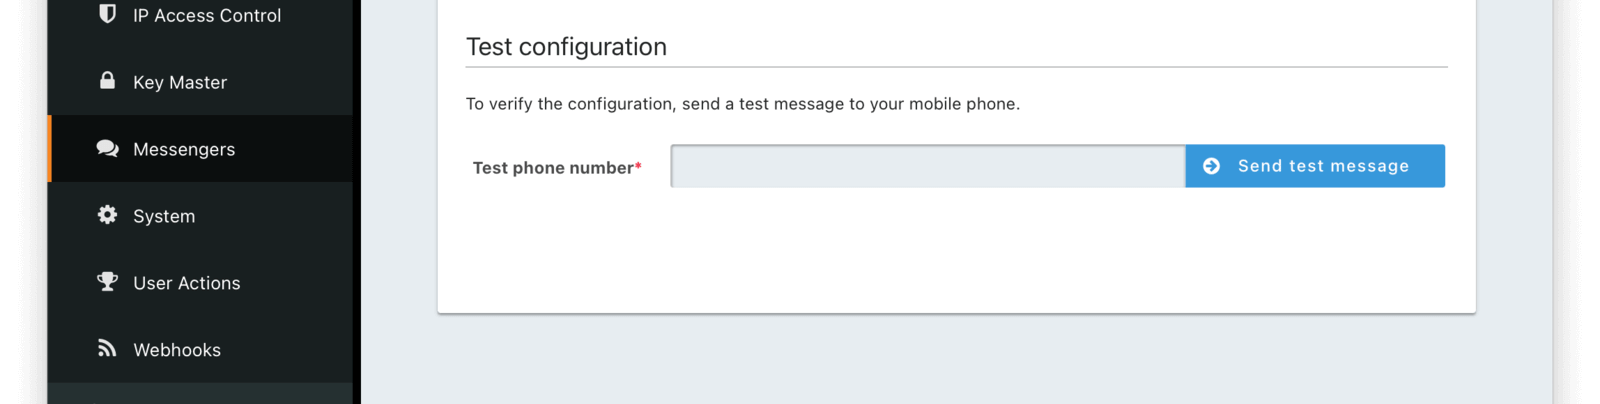 IP Access Control
Key Master
Messengers
System
User Actions
Webhooks
Test configuration
To verify the configuration, send a test message to your mobile phone.
Test phone number*
Send test message